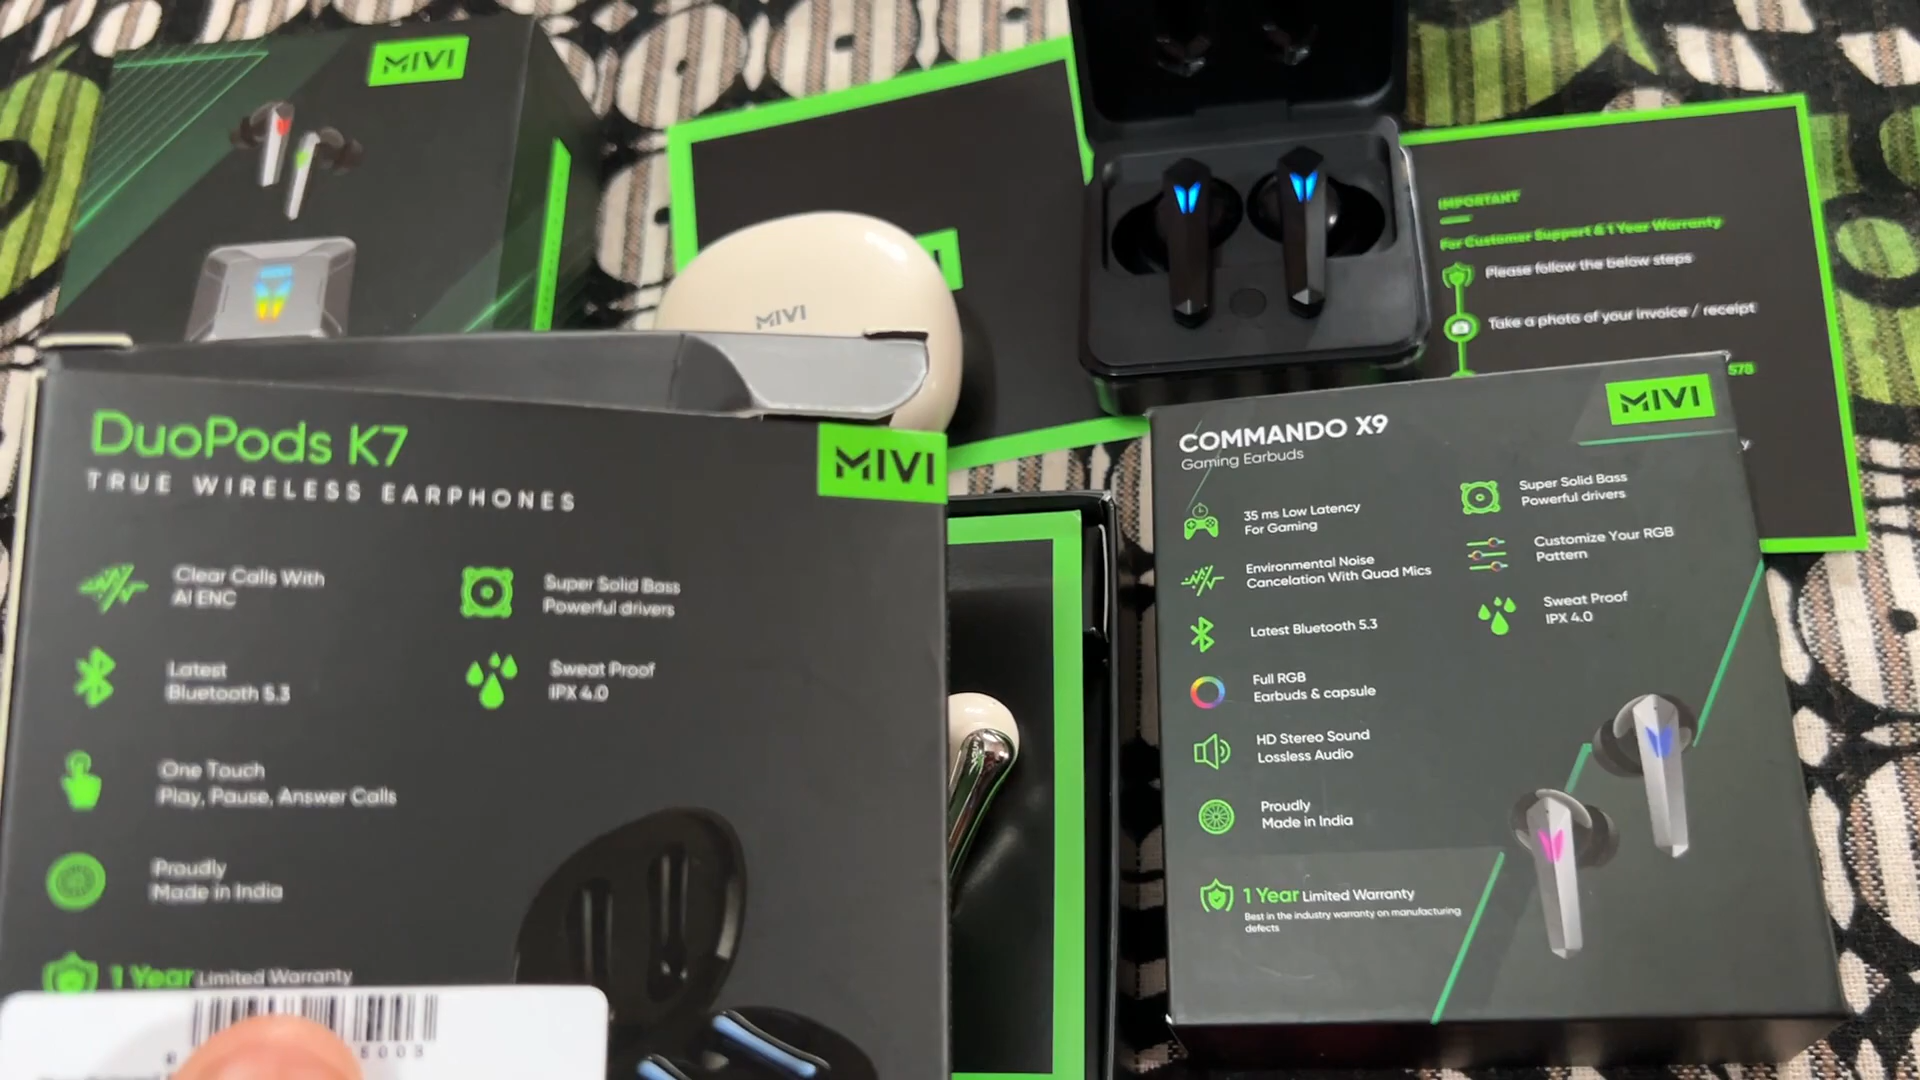 MIVI
MIVI
MIVI
IMPORTANT
For Customer Support & 1 Year Warranty
Please follow the below steps
Take a photo of your invoice / receipt
578
y
DuoPods K7
TRUE WIRELESS EARPHONES
MIVI
Clear Calls With
AI ENC
Super Solid Bass
Powerful drivers
Latest
Bluetooth 5.3
Sweat Proof
IPX 4.0
One Touch
Play, Pause, Answer Calls
Proudly
Made in India
1 Year Limited Warranty
5003
COMMANDO X9
Gaming Earbuds
MIVI
35 ms Low Latency
For Gaming
Super Solid Bass
Powerful drivers
Environmental Noise
Cancelation With Quad Mics
Customize Your RGB
Pattern
Latest Bluetooth 5.3
Sweat Proof
IPX 4.0
Full RGB
Earbuds & capsule
HD Stereo Sound
Lossless Audio
Proudly
Made in India
1 Year Limited Warranty
Best in the industry warranty on manufacturing
defects